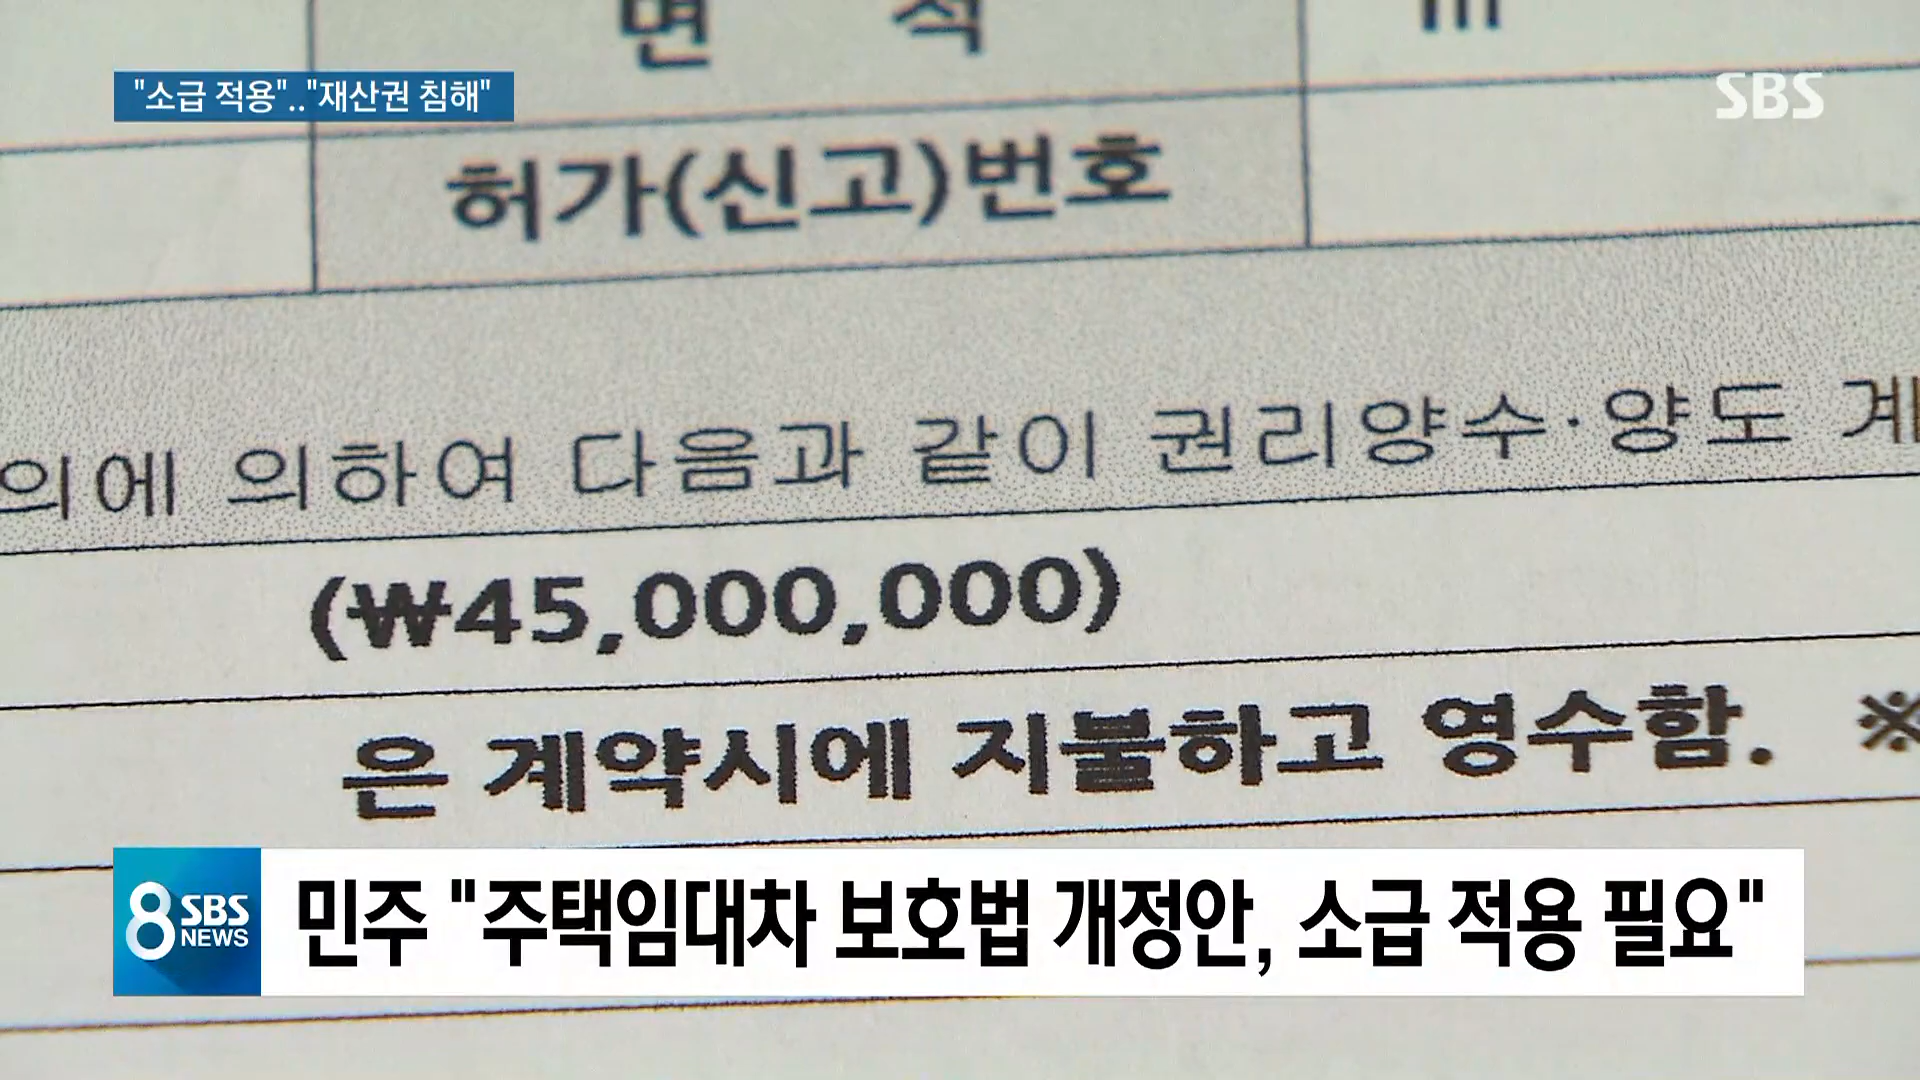 면 적
"소급 적용".."재산권 침해"
SBS
허가(신고)번호
의에 의하여 다음과 같이 권리양수·양도 계
(₩45,000,000)
은 계약시에 지불하고 영수함. ※
8 SBS NEWS
민주 "주택임대차 보호법 개정안, 소급 적용 필요"